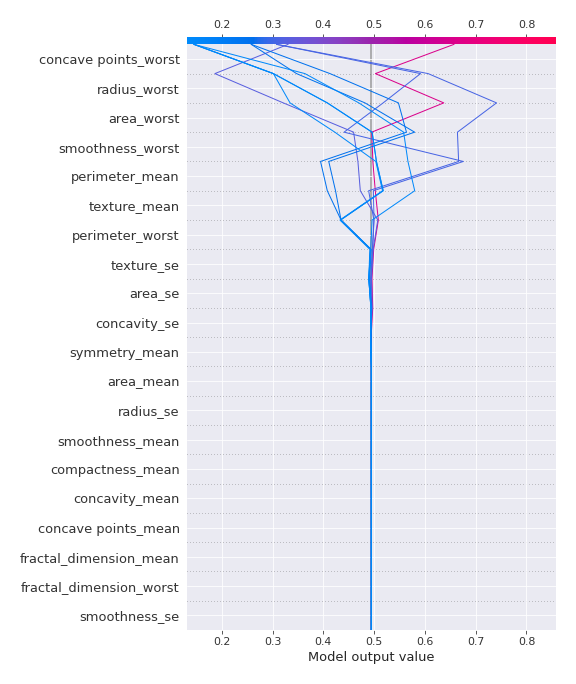 0.2 0.3 0.4 0.5 0.6 0.7 0.8
concave points_worst
radius_worst
area_worst
smoothness_worst
perimeter_mean
texture_mean
perimeter_worst
texture_se
area_se
concavity_se
symmetry_mean
area_mean
radius_se
smoothness_mean
compactness_mean
concavity_mean
concave points_mean
fractal_dimension_mean
fractal_dimension_worst
smoothness_se
0.2 0.3 0.4 0.5 0.6 0.7 0.8
Model output value